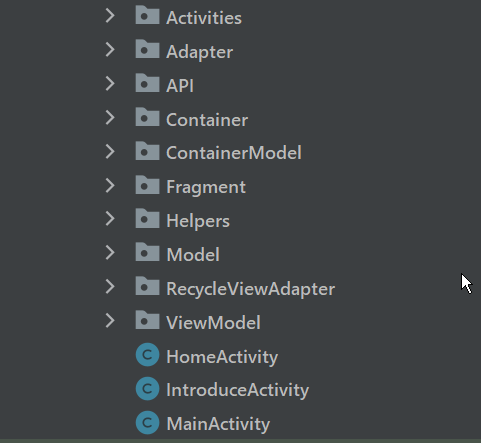 Activities
Adapter
API
Container
ContainerModel
Fragment
Helpers
Model
RecycleViewAdapter
ViewModel
C HomeActivity
C IntroduceActivity
C MainActivity